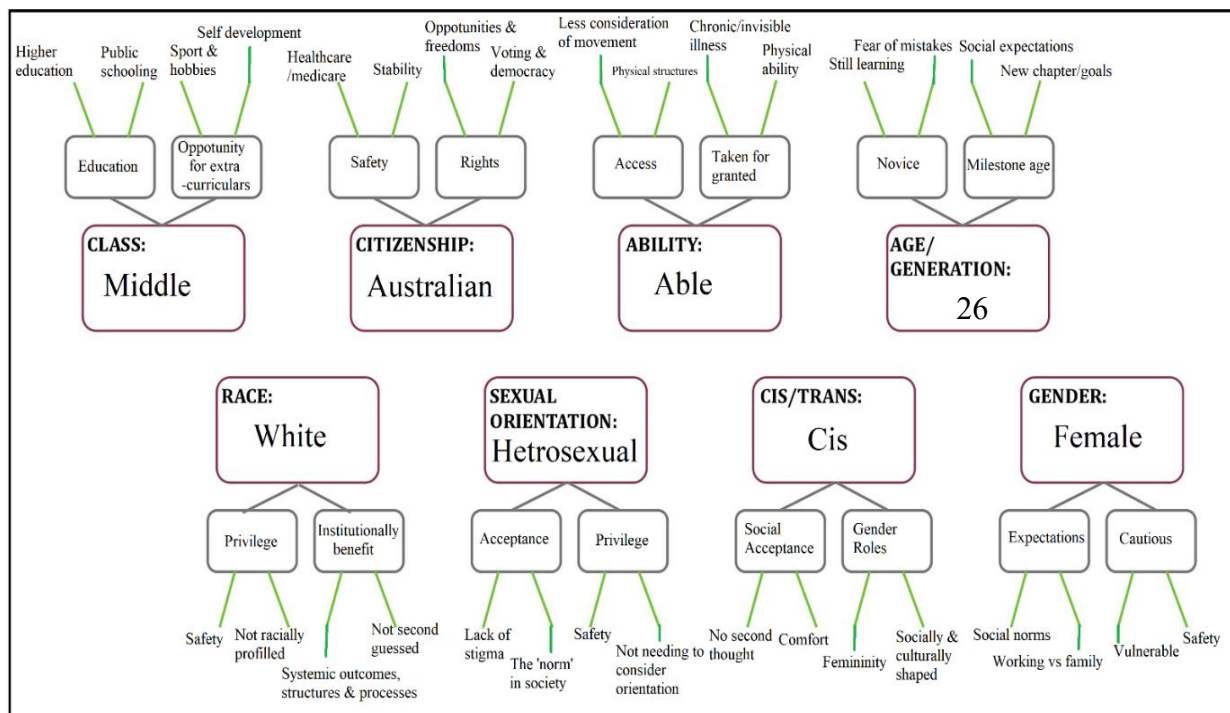 Higher
education
Public
schooling
Sport &
hobbies
Self development
Education
Oppotunity
for extra
-curriculars
CLASS:
Middle
Healthcare
/medicare
Stability
Oppotunities &
freedoms
Voting &
democracy
Safety
Rights
CITIZENSHIP:
Australian
Less consideration
of movement
Physical structures
Chronic/invisible
illness
Physical
ability
Access
Taken for
granted
ABILITY:
Able
Still learning
Fear of mistakes
Social expectations
New chapter/goals
Novice
Milestone age
AGE/
GENERATION:
26
RACE:
White
Privilege
Institutionally
benefit
Safety
Not racially
profilled
Systemic outcomes,
structures & processes
Not second
guessed
SEXUAL
ORIENTATION:
Hetrosexual
Acceptance
Privilege
Lack of
stigma
The 'norm'
in society
Safety
Not needing to
consider
orientation
CIS/TRANS:
Cis
Social
Acceptance
Gender
Roles
No second
thought
Comfort
Femininity
Socially &
culturally
shaped
GENDER:
Female
Expectations
Cautious
Social norms
Working vs family
Vulnerable
Safety